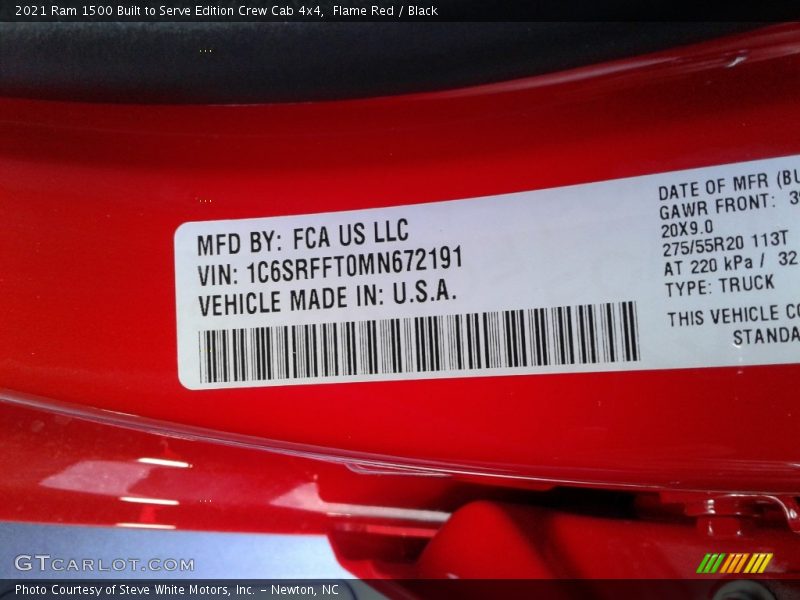 2021 Ram 1500 Built to Serve Edition Crew Cab 4x4, Flame Red / Black
MFD BY: FCA US LLC
VIN: 1C6SRFFT0MN672191
VEHICLE MADE IN: U.S.A.
DATE OF MFR
GAWR FRONT:
20X9.0
275/55R20 113T
AT 220 kPa / 32
TYPE: TRUCK
THIS VEHICLE
GTCARLOT.COM
Photo Courtesy of Steve White Motors, Inc. - Newton, NC